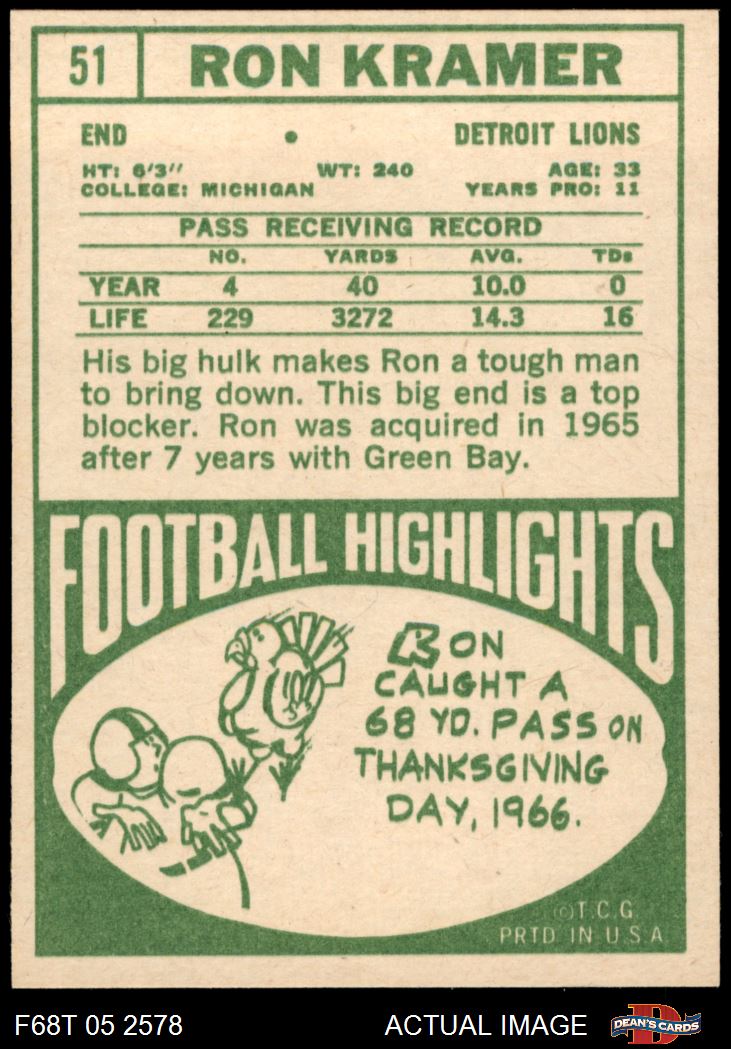 51
RON KRAMER
END • DETROIT LIONS
HT: 6'3" WT: 240 AGE: 33
COLLEGE: MICHIGAN YEARS PRO: 11
PASS RECEIVING RECORD
NO. YARDS AVG. TDs
YEAR 4 40 10.0 0
LIFE 229 3272 14.3 16
His big hulk makes Ron a tough man
to bring down. This big end is a top
blocker. Ron was acquired in 1965
after 7 years with Green Bay.
FOOTBALL HIGHLIGHTS
RON
CAUGHT A
68 YD. PASS ON
THANKSGIVING
DAY, 1966.
©T.C.G.
PRTD IN U.S.A
F68T 05 2578 ACTUAL IMAGE
D
DEAN'S CARDS